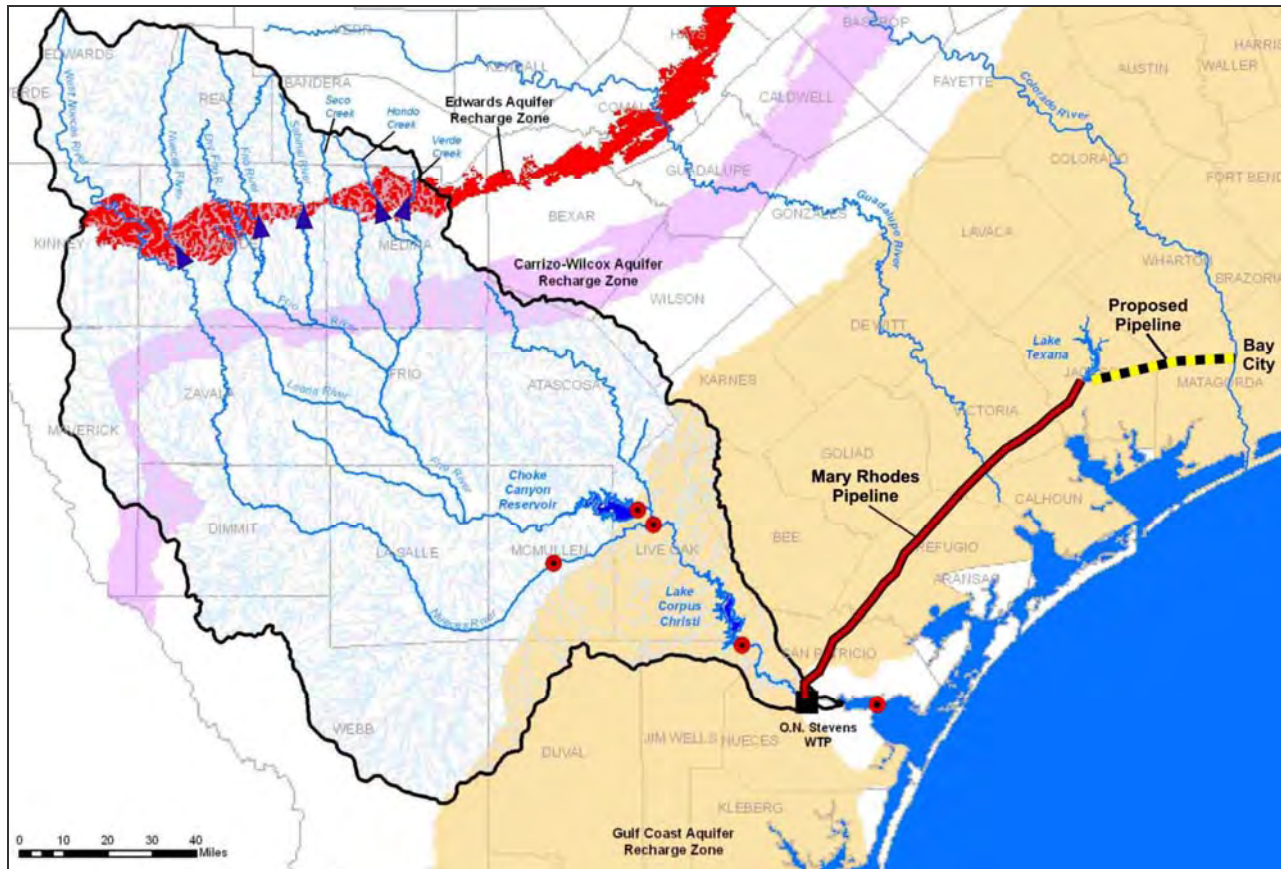 BASTROP
HARRIS
KERR
HAYS
EDWARDS
AUSTIN
WALLER
KENDALL
FAYETTE
BANDERA
REAL
Seco
Creek
Hondo
Creek
Edwards Aquifer
Recharge Zone
COMAL
CALDWELL
Colorado River
West Nueces River
Nueces River
Dry Frio R.
Frio River
Sabinal River
Verde
Creek
COLORADO
GUADALUPE
FORT BEND
Guadalupe River
BEXAR
GONZALES
LAVACA
KINNEY
MEDINA
Carrizo-Wilcox Aquifer
Recharge Zone
WHARTON
BRAZORIA
WILSON
Proposed
Pipeline
Frio
River
DEWITT
Lake
Texana
Bay
City
KARNES
FRIO
ATASCOSA
MATAGORDA
ZAVALA
Leona River
VICTORIA
MAVERICK
GOLIAD
Frio River
Choke
Canyon
Reservoir
Mary Rhodes
Pipeline
CALHOUN
DIMMIT
LA SALLE
MCMULLEN
LIVE OAK
BEE
REFUGIO
ARANSAS
Lake
Corpus
Christi
Nueces River
SAN PATRICIO
O.N. Stevens
WTP
WEBB
DUVAL
JIM WELLS
NUECES
KLEBERG
Gulf Coast Aquifer
Recharge Zone
0 10 20 30 40
Miles